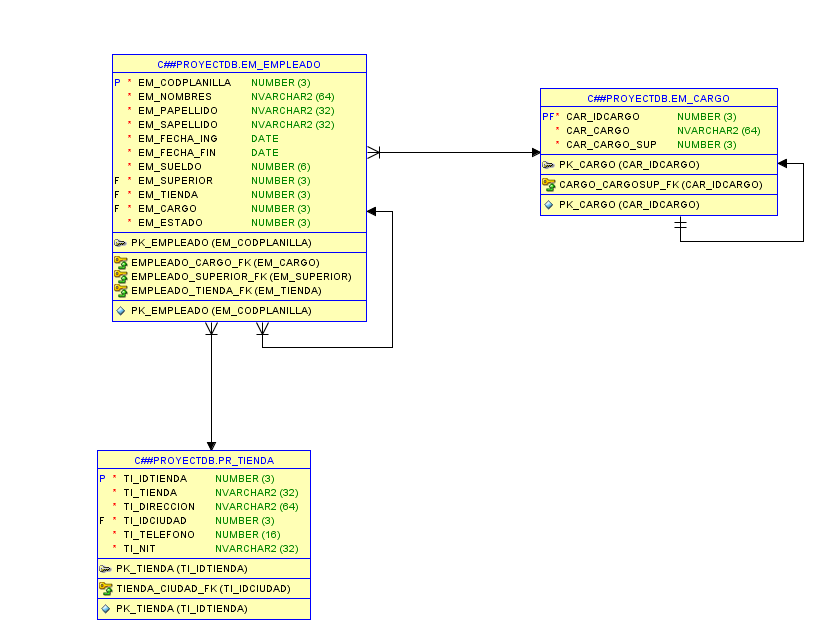 C##PROYECTDB.EM_EMPLEADO
P * EM_CODPLANILLA NUMBER (3)
* EM_NOMBRES NVARCHAR2 (64)
* EM_PAPELLIDO NVARCHAR2 (32)
* EM_SAPELLIDO NVARCHAR2 (32)
* EM_FECHA_ING DATE
* EM_FECHA_FIN DATE
* EM_SUELDO NUMBER (6)
F * EM_SUPERIOR NUMBER (3)
F * EM_TIENDA NUMBER (3)
F * EM_CARGO NUMBER (3)
* EM_ESTADO NUMBER (3)
PK_EMPLEADO (EM_CODPLANILLA)
EMPLEADO_CARGO_FK (EM_CARGO)
EMPLEADO_SUPERIOR_FK (EM_SUPERIOR)
EMPLEADO_TIENDA_FK (EM_TIENDA)
PK_EMPLEADO (EM_CODPLANILLA)
C##PROYECTDB.EM_CARGO
PF* CAR_IDCARGO NUMBER (3)
* CAR_CARGO NVARCHAR2 (64)
* CAR_CARGO_SUP NUMBER (3)
PK_CARGO (CAR_IDCARGO)
CARGO_CARGOSUP_FK (CAR_IDCARGO)
PK_CARGO (CAR_IDCARGO)
C##PROYECTDB.PR_TIENDA
P * TI_IDTIENDA NUMBER (3)
* TI_TIENDA NVARCHAR2 (32)
* TI_DIRECCION NVARCHAR2 (64)
F * TI_IDCIUDAD NUMBER (3)
* TI_TELEFONO NUMBER (16)
* TI_NIT NVARCHAR2 (32)
PK_TIENDA (TI_IDTIENDA)
TIENDA_CIUDAD_FK (TI_IDCIUDAD)
PK_TIENDA (TI_IDTIENDA)